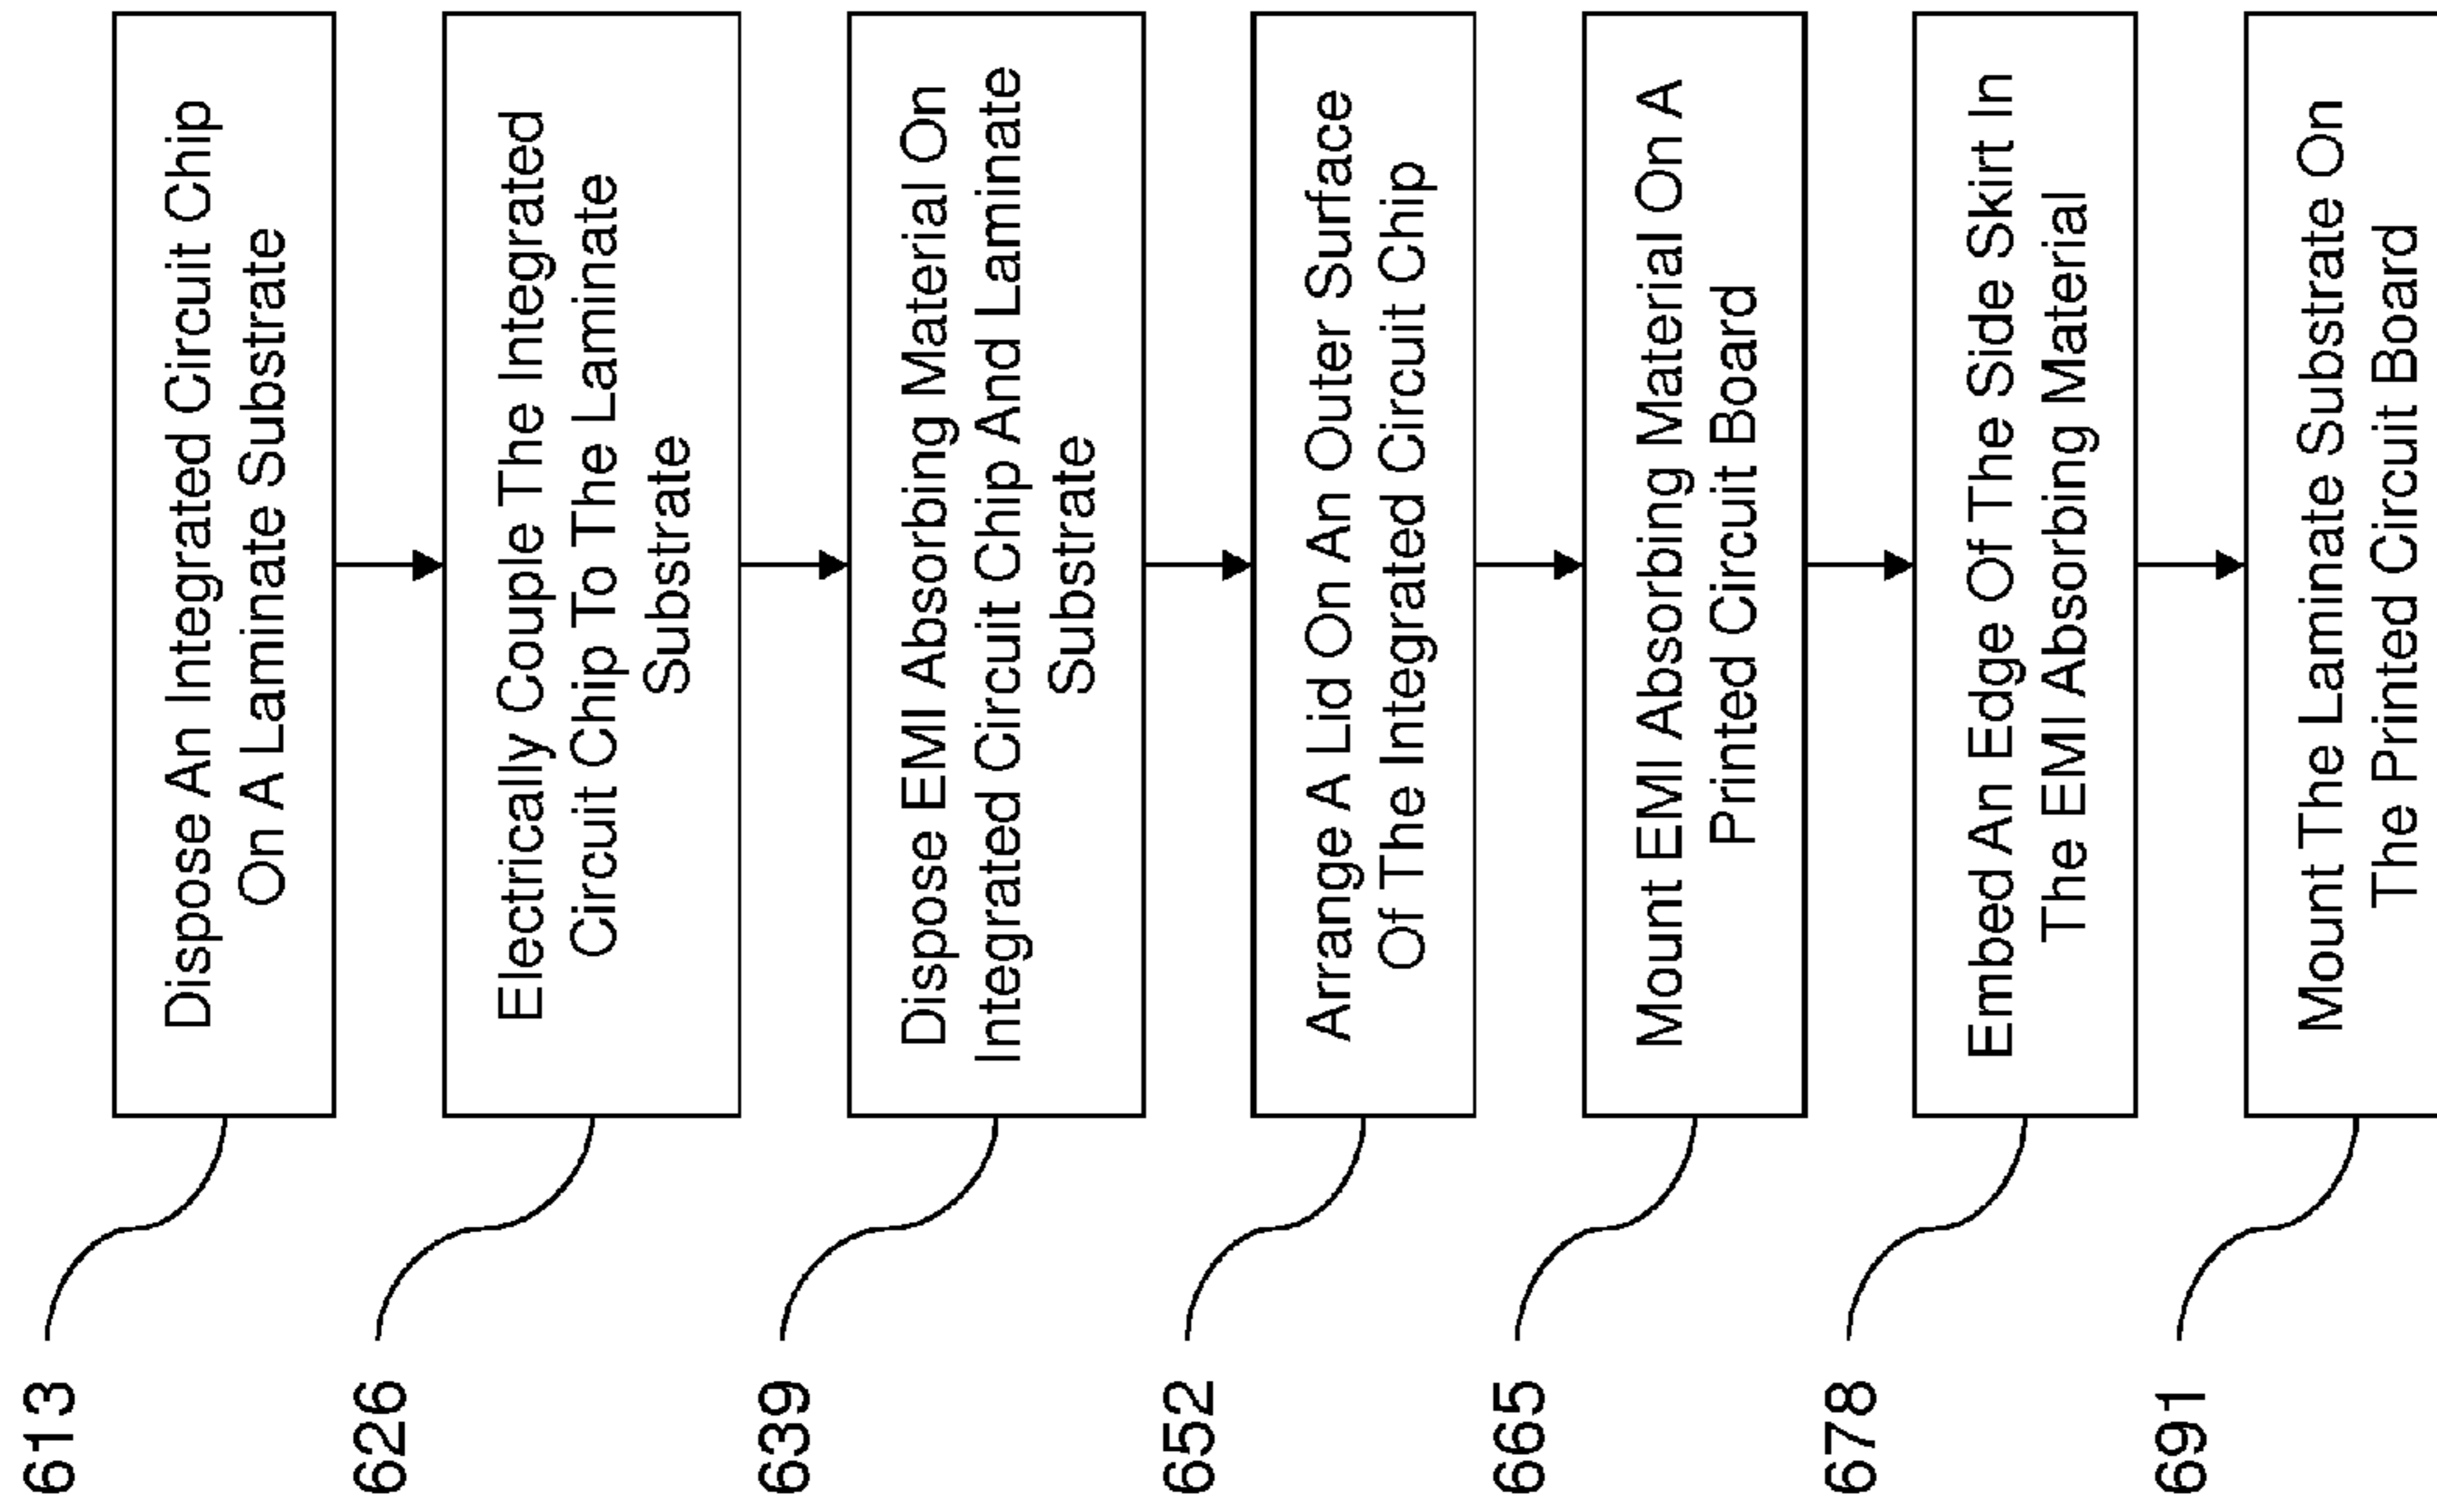 613
Dispose An Integrated Circuit Chip
On A Laminate Substrate
626
Electrically Couple The Integrated
Circuit Chip To The Laminate
Substrate
639
Dispose EMI Absorbing Material On
Integrated Circuit Chip And Laminate
Substrate
652
Arrange A Lid On An Outer Surface
Of The Integrated Circuit Chip
665
Mount EMI Absorbing Material On A
Printed Circuit Board
678
Embed An Edge Of The Side Skirt In
The EMI Absorbing Material
691
Mount The Laminate Substrate On
The Printed Circuit Board